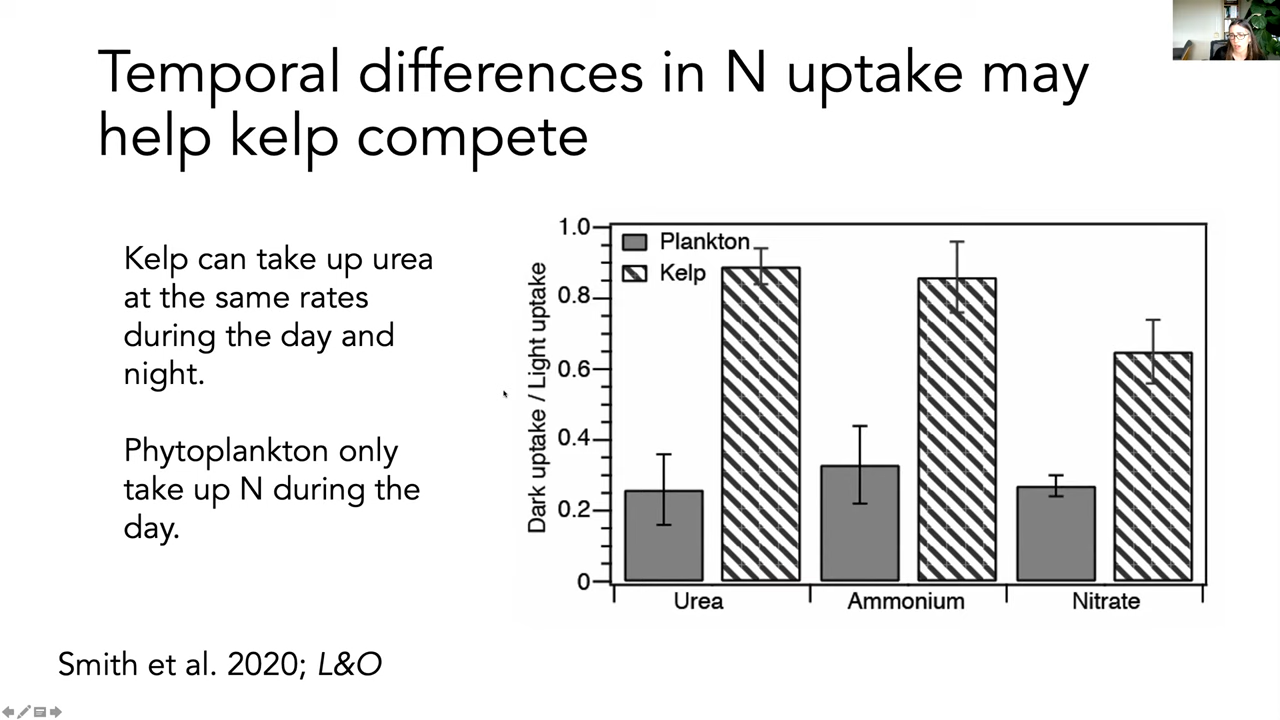 Temporal differences in N uptake may
help kelp compete
Kelp can take up urea
at the same rates
during the day and
night.
Phytoplankton only
take up N during the
day.
Dark uptake / Light uptake
1.0
0.8
0.6
0.4
0.2
0
Plankton
Kelp
Urea
Ammonium
Nitrate
Smith et al. 2020; L&O